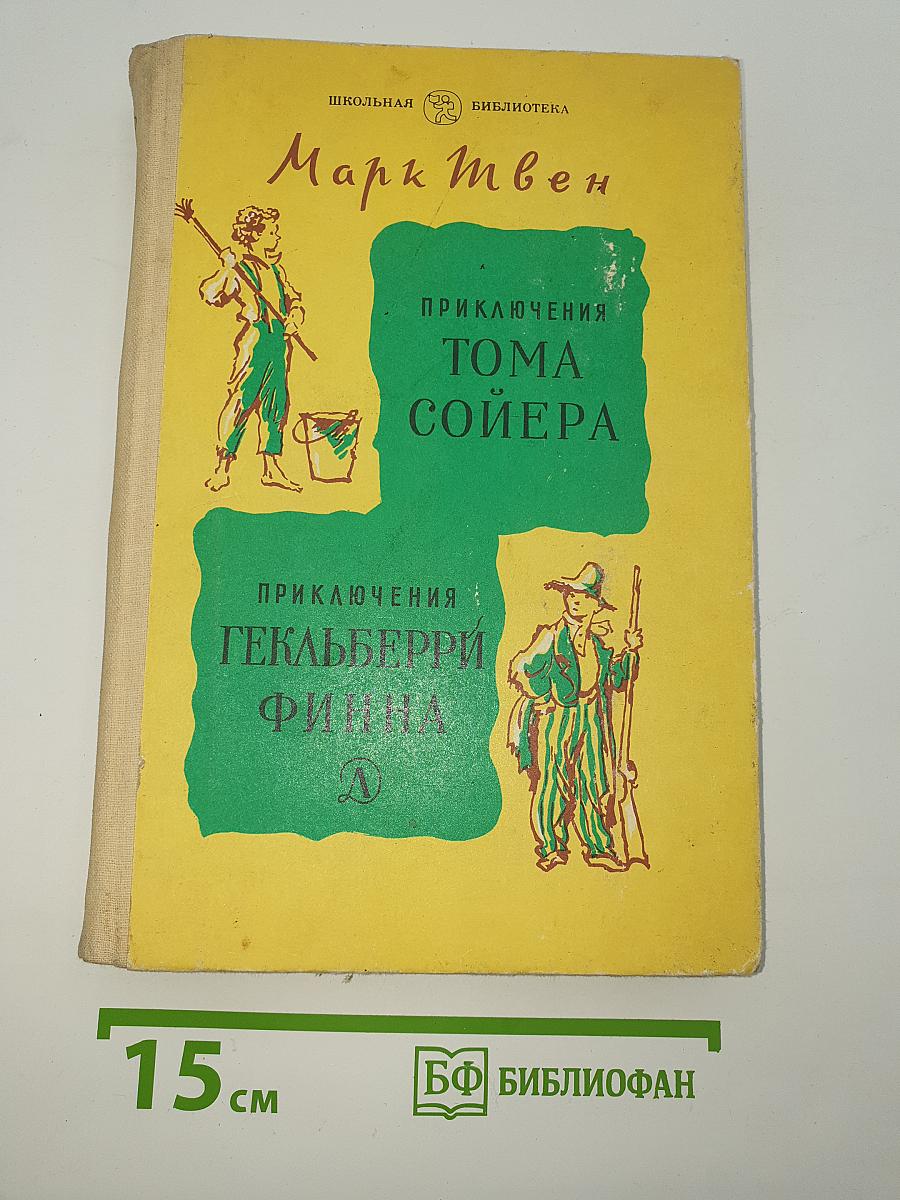 ШКОЛЬНАЯ БИБЛИОТЕКА
Марк Твен
ПРИКЛЮЧЕНИЯ
ТОМА
СОЙЕРА
ПРИКЛЮЧЕНИЯ
ГЕКЛЬБЕРРИ
ФИННА
Д
15 см
БФ БИБЛИОФАН